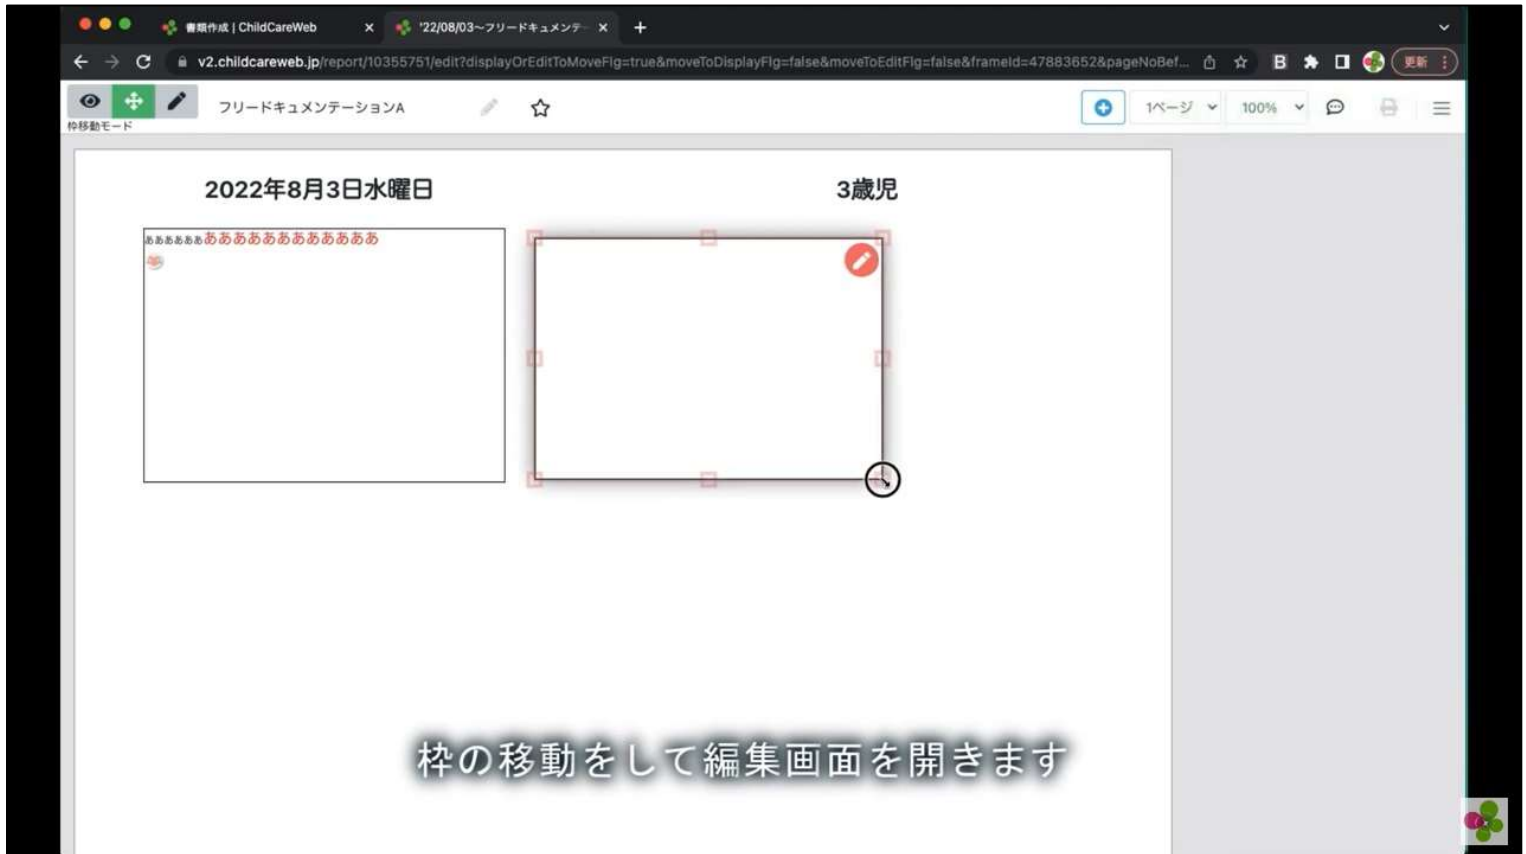 書類作成 | ChildCareWeb
'22/08/03〜フリードキュメンテ
v2.childcareweb.jp/report/10355751/edit?displayOrEditToMoveFlg=true&moveToDisplayFlg=false&moveToEditFlg=false&frameId=47883652&pageNoBef...
B
更新
フリードキュメンテーションA
1ページ
100%
枠移動モード
2022年8月3日水曜日
3歳児
ああああああああああああああああああ
枠の移動をして編集画面を開きます